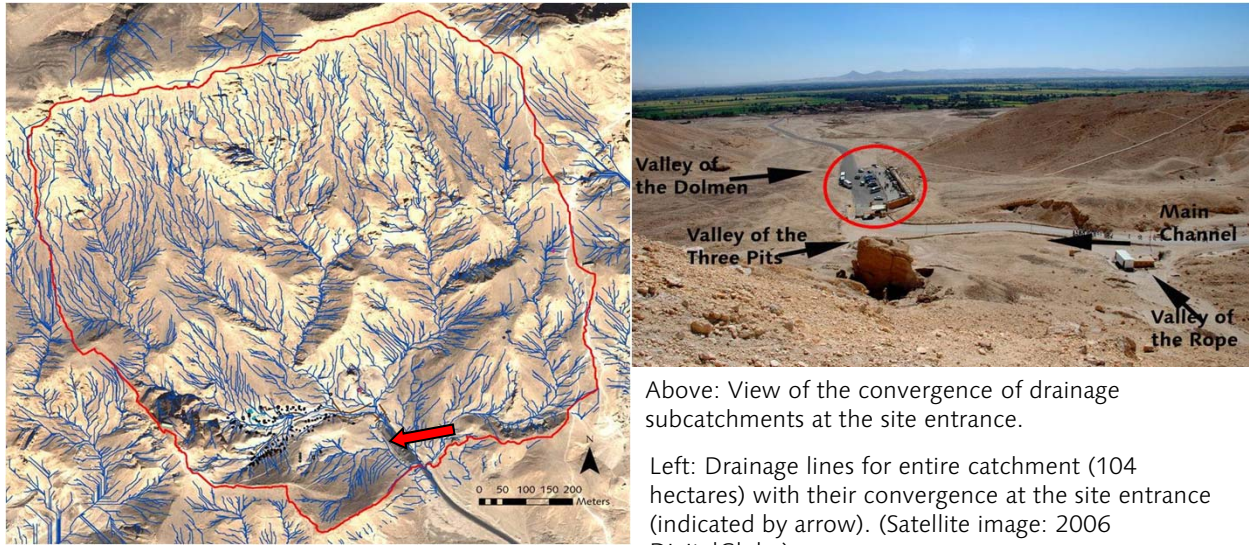 N
0 50 100 150 200
Meters
Valley of
the Dolmen
Valley of the
Three Pits
Main
Channel
Valley of
the Rope
Above: View of the convergence of drainage
subcatchments at the site entrance.
Left: Drainage lines for entire catchment (104
hectares) with their convergence at the site entrance
(indicated by arrow). (Satellite image: 2006